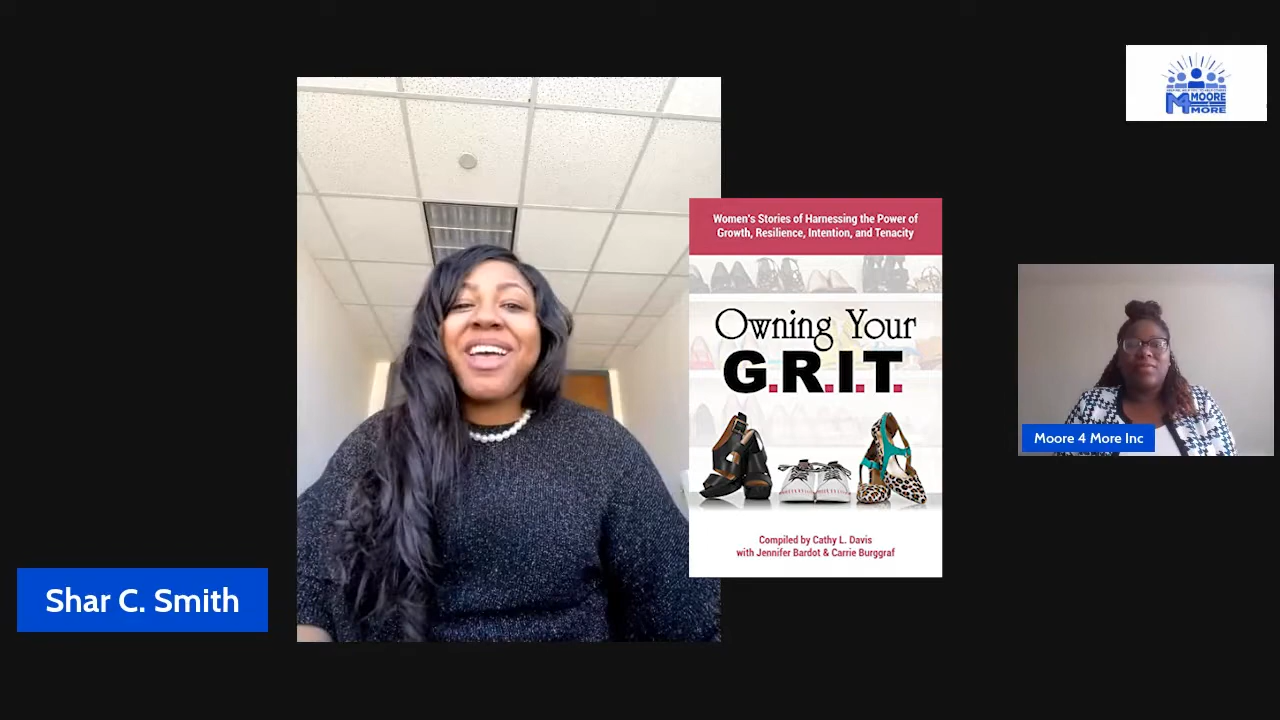 MOORE
M4
MORE
Women's Stories of Harnessing the Power of
Growth, Resilience, Intention, and Tenacity
Owning Your
G.R.I.T.
Compiled by Cathy L. Davis
with Jennifer Bardot & Carrie Burggraf
Moore 4 More Inc
Shar C. Smith